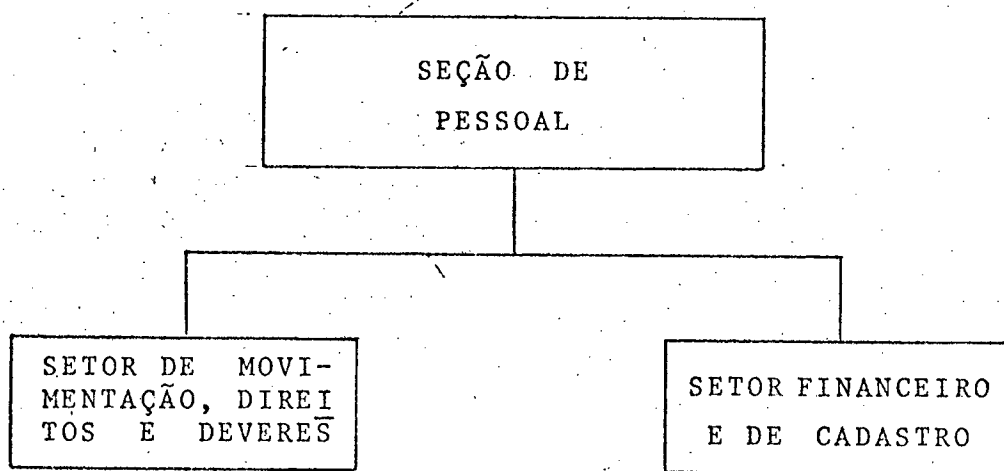 SEÇÃO DE
PESSOAL
SETOR DE MOVI-
MENTAÇÃO, DIREI
TOS E DEVERES
SETOR FINANCEIRO
E DE CADASTRO